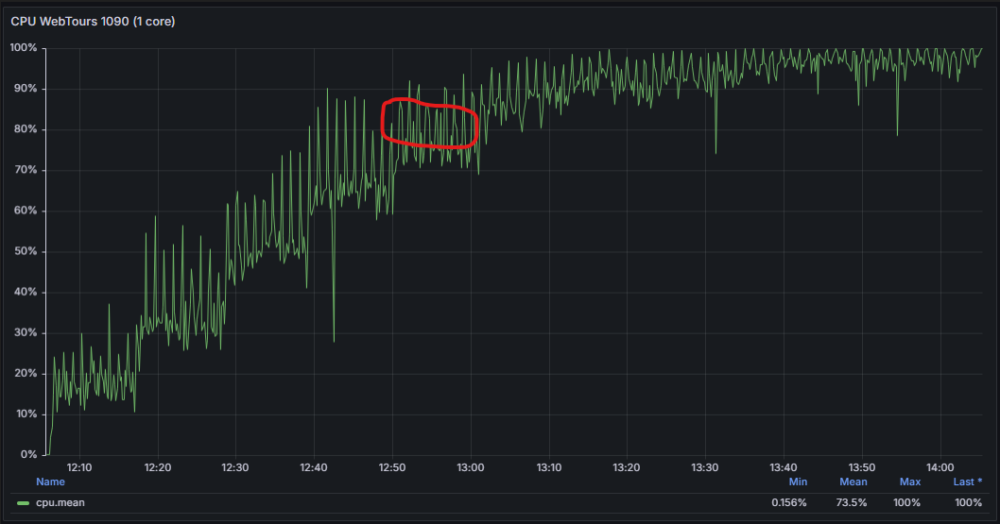 CPU WebTours 1090 (1 core)
100%
90%
80%
70%
60%
50%
40%
30%
20%
10%
0%
12:10 12:20 12:30 12:40 12:50 13:00 13:10 13:20 13:30 13:40 13:50 14:00
Name Min Mean Max Last *
cpu.mean 0.156% 73.5% 100% 100%